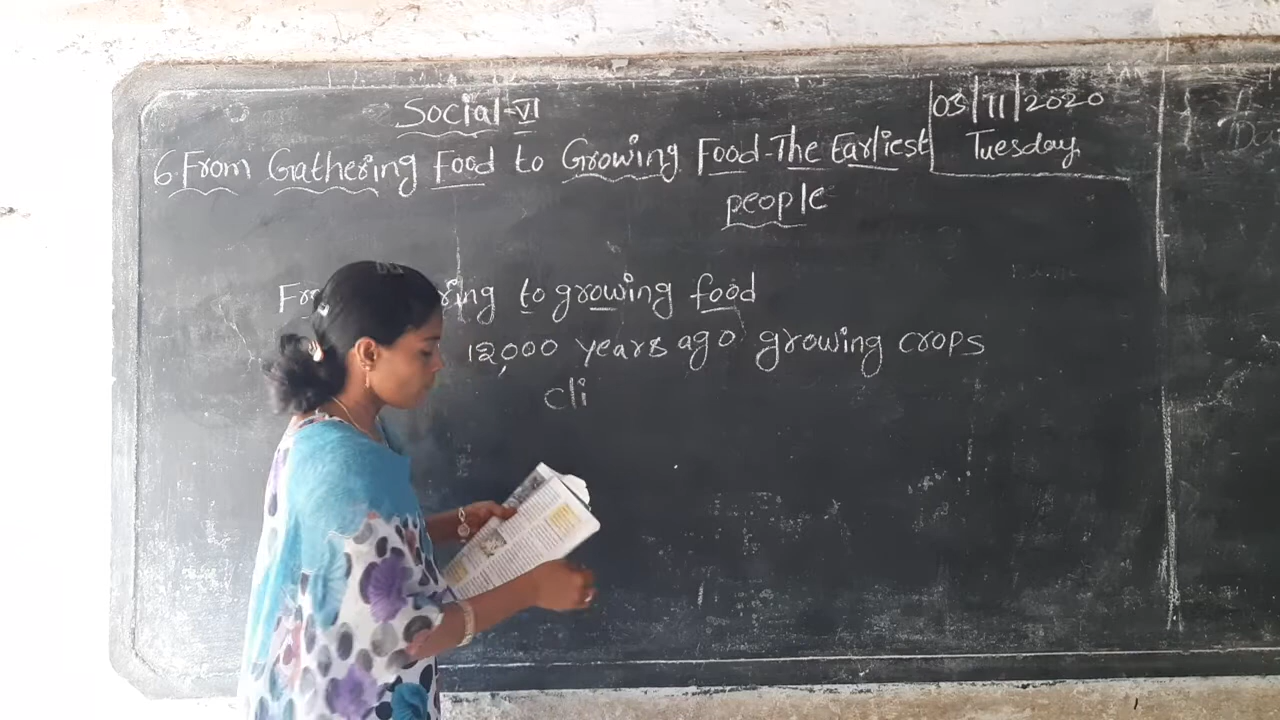 Social-VI
03/11/2020
Tuesday
6.From Gathering Food to Growing Food-The Earliest
people
to growing food
12,000 years ago growing crops
cli